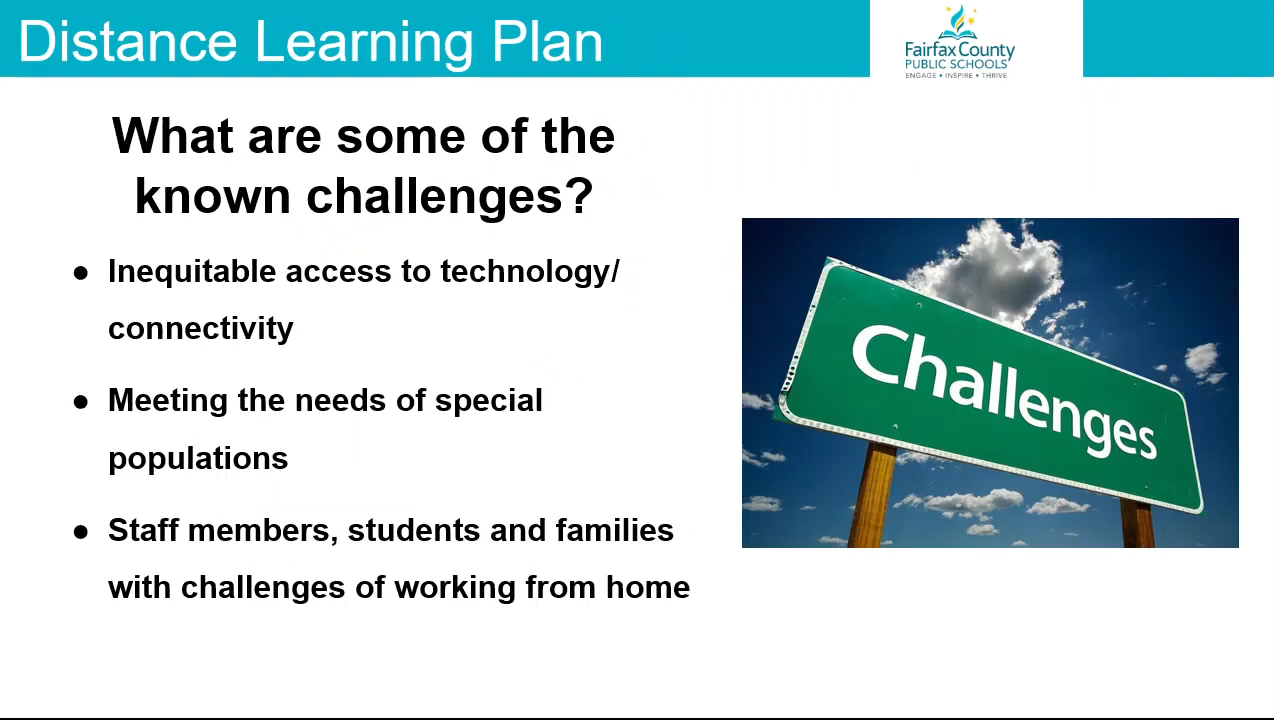 Distance Learning Plan
Fairfax County
PUBLIC SCHOOLS
ENGAGE • INSPIRE • THRIVE
What are some of the
known challenges?
● Inequitable access to technology/
connectivity
● Meeting the needs of special
populations
● Staff members, students and families
with challenges of working from home
Challenges